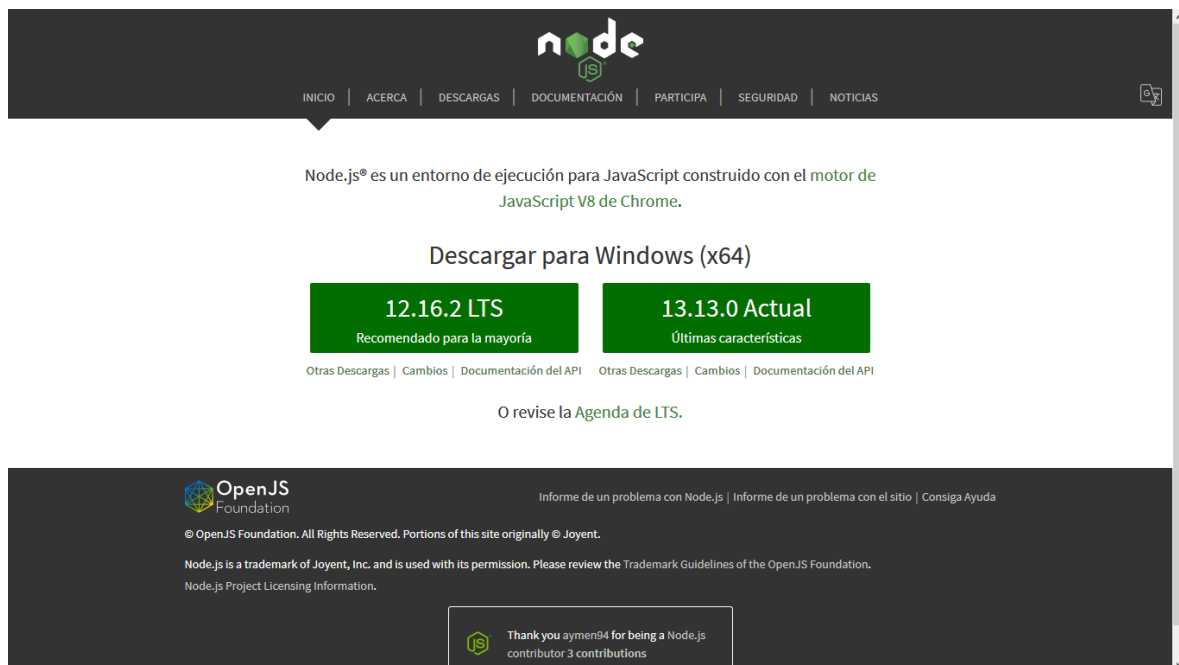 node
JS
INICIO | ACERCA | DESCARGAS | DOCUMENTACIÓN | PARTICIPA | SEGURIDAD | NOTICIAS
Node.js® es un entorno de ejecución para JavaScript construido con el motor de
JavaScript V8 de Chrome.
Descargar para Windows (x64)
12.16.2 LTS
Recomendado para la mayoría
13.13.0 Actual
Últimas características
Otras Descargas | Cambios | Documentación del API
Otras Descargas | Cambios | Documentación del API
O revise la Agenda de LTS.
OpenJS
Foundation
Informe de un problema con Node.js | Informe de un problema con el sitio | Consiga Ayuda
© OpenJS Foundation. All Rights Reserved. Portions of this site originally © Joyent.
Node.js is a trademark of Joyent, Inc. and is used with its permission. Please review the Trademark Guidelines of the OpenJS Foundation.
Node.js Project Licensing Information.
JS
Thank you aymen94 for being a Node.js
contributor 3 contributions